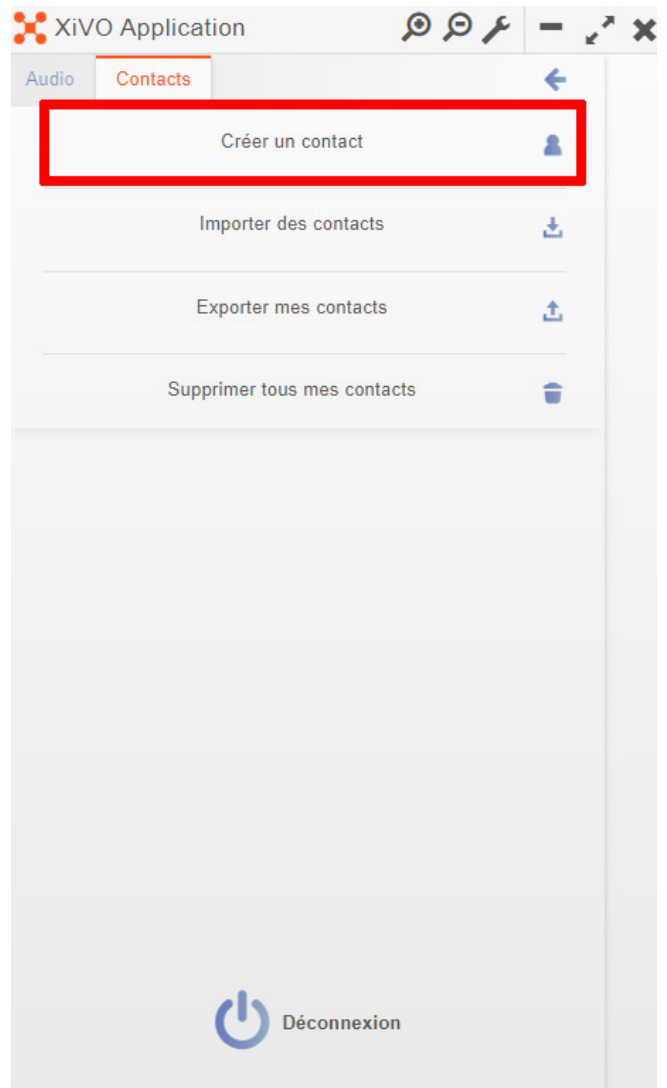 XiVO Application
Audio Contacts
Créer un contact
Importer des contacts
Exporter mes contacts
Supprimer tous mes contacts
Déconnexion